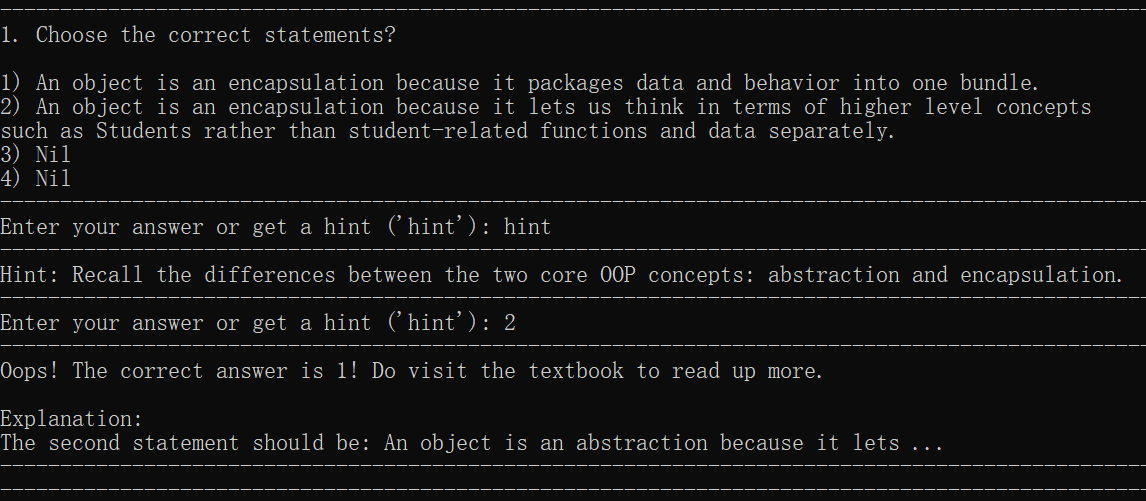 1. Choose the correct statements?
1) An object is an encapsulation because it packages data and behavior into one bundle.
2) An object is an encapsulation because it lets us think in terms of higher level concepts
such as Students rather than student-related functions and data separately.
3) Nil
4) Nil
Enter your answer or get a hint ('hint'): hint
Hint: Recall the differences between the two core OOP concepts: abstraction and encapsulation.
Enter your answer or get a hint ('hint'): 2
Oops! The correct answer is 1! Do visit the textbook to read up more.
Explanation:
The second statement should be: An object is an abstraction because it lets ...